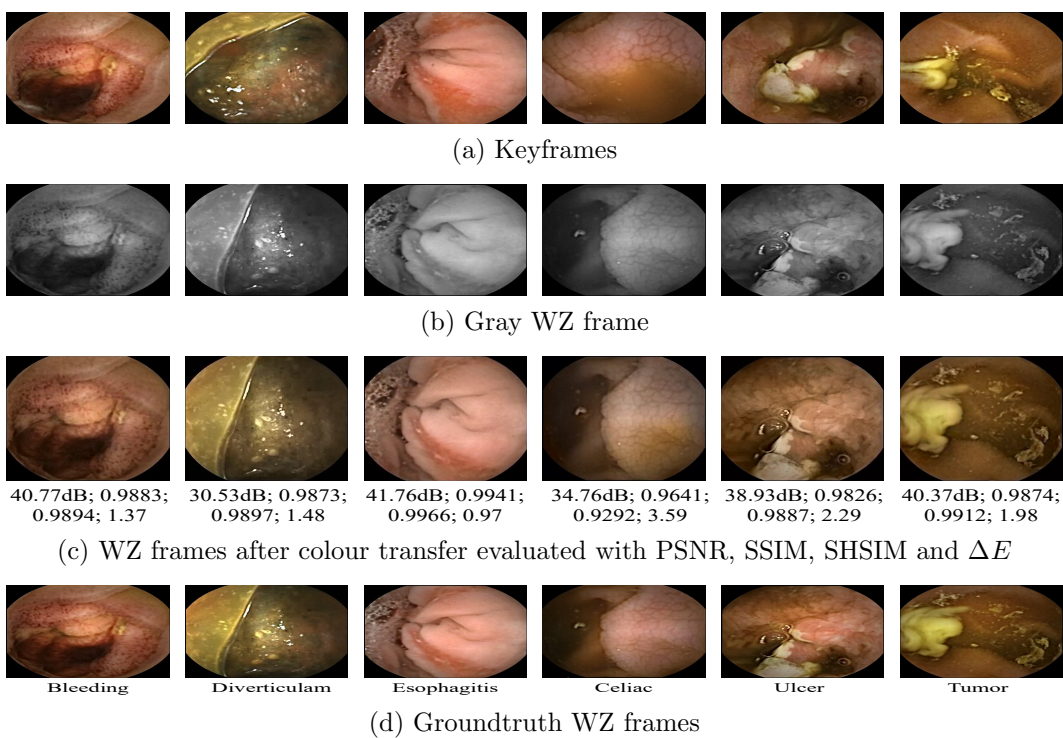 (a) Keyframes
(b) Gray WZ frame
40.77dB; 0.9883; 30.53dB; 0.9873; 41.76dB; 0.9941; 34.76dB; 0.9641; 38.93dB; 0.9826; 40.37dB; 0.9874;
0.9894; 1.37 0.9897; 1.48 0.9966; 0.97 0.9292; 3.59 0.9887; 2.29 0.9912; 1.98
(c) WZ frames after colour transfer evaluated with PSNR, SSIM, SHSIM and ΔE
Bleeding Diverticulam Esophagitis Celiac Ulcer Tumor
(d) Groundtruth WZ frames